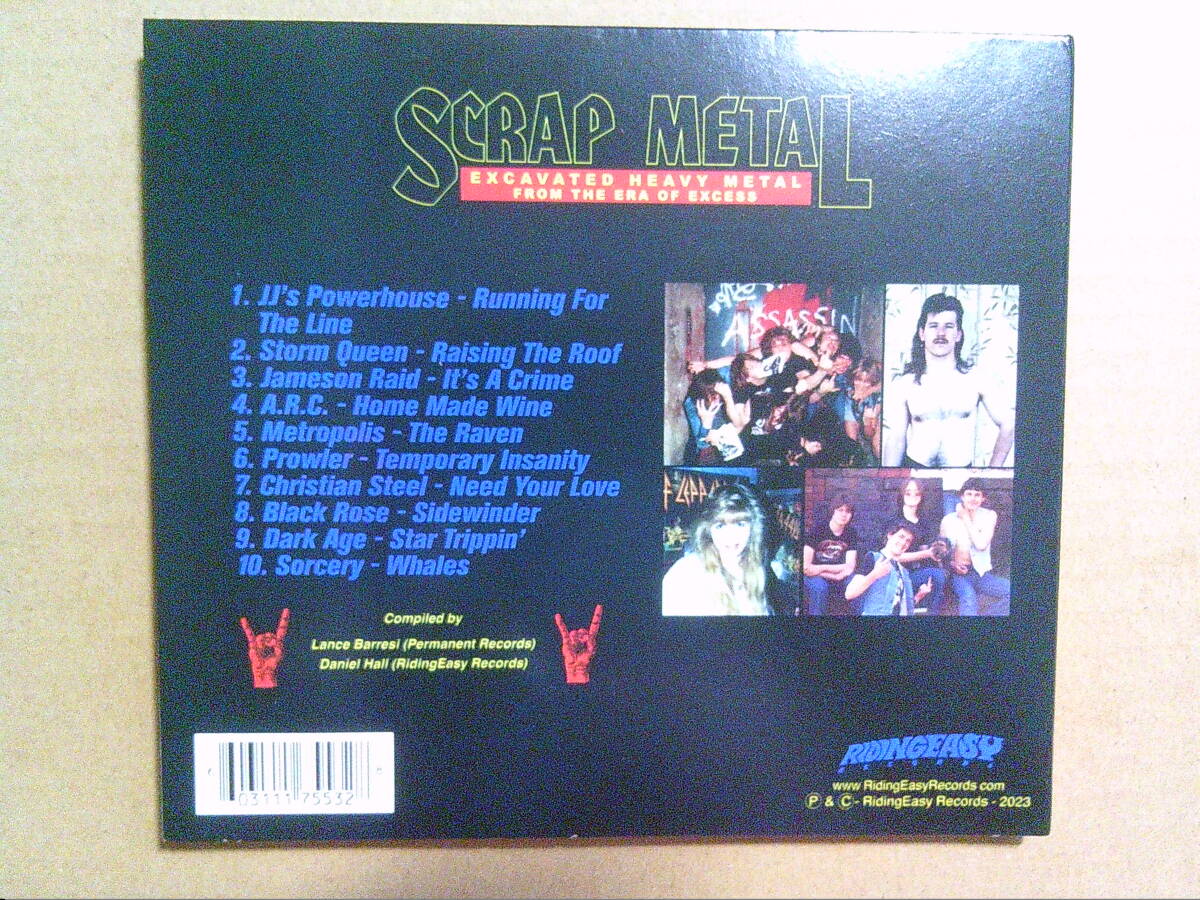 SCRAP METAL
EXCAVATED HEAVY METAL
FROM THE ERA OF EXCESS
1. JJ's Powerhouse - Running For
The Line
2. Storm Queen - Raising The Roof
3. Jameson Raid - It's A Crime
4. A.R.C. - Home Made Wine
5. Metropolis - The Raven
6. Prowler - Temporary Insanity
7. Christian Steel - Need Your Love
8. Black Rose - Sidewinder
9. Dark Age - Star Trippin'
10. Sorcery - Whales
ASSASSIN
F LEPP
Compiled by
Lance Barresi (Permanent Records)
Daniel Hall (RidingEasy Records)
03111 75532
RIDINGEASY
www.RidingEasyRecords.com
Ⓟ & Ⓒ - RidingEasy Records - 2023